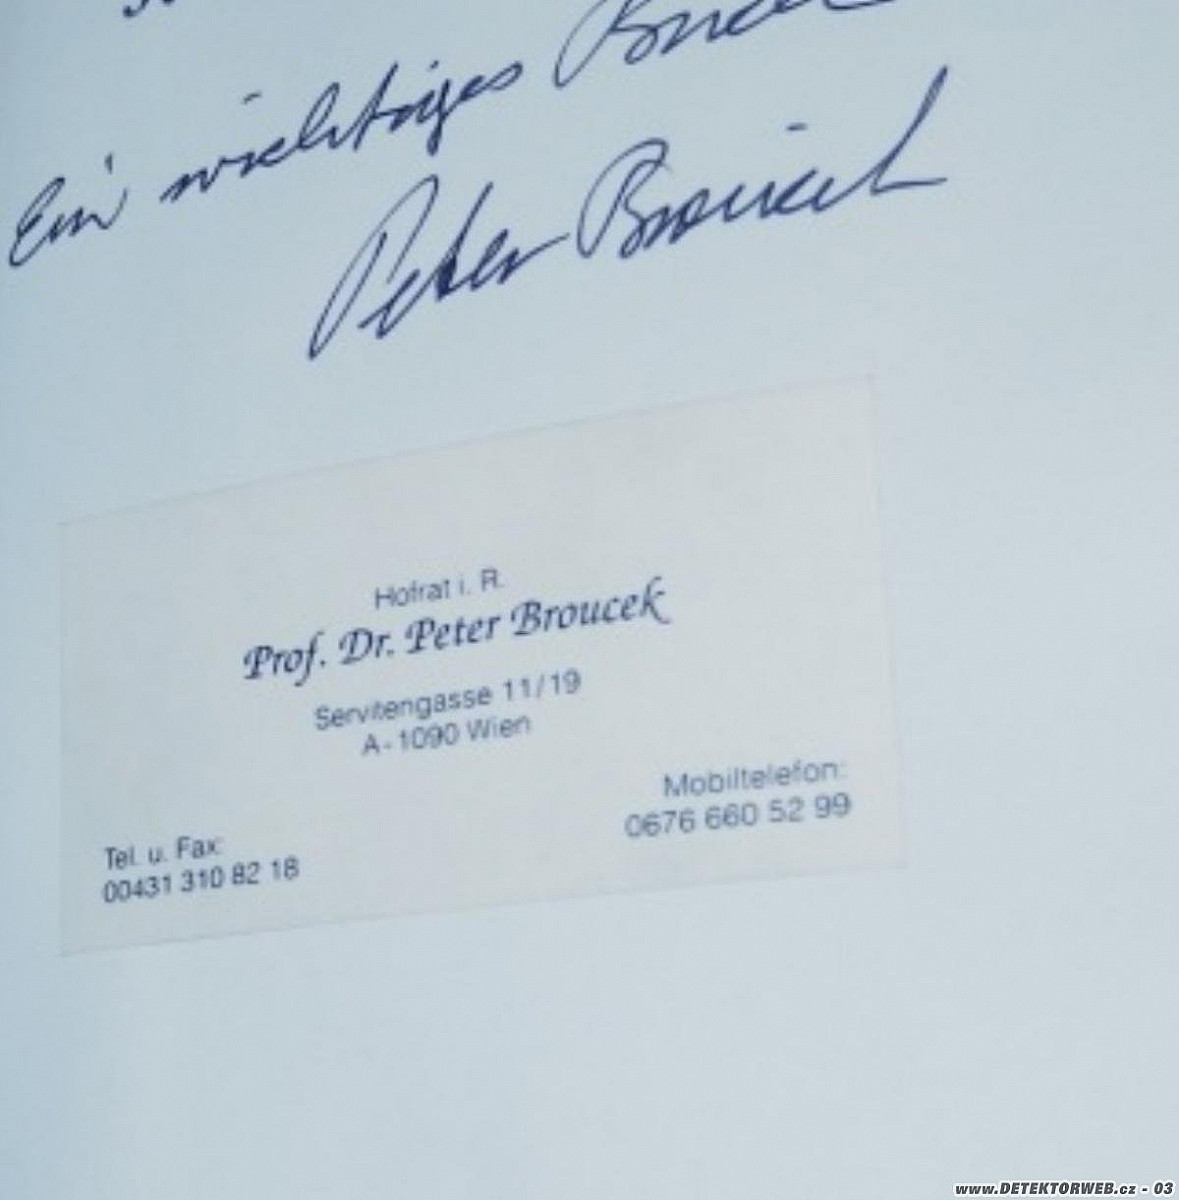 Ein wichtiges
Peter Broucek
Hofrat i. R.
Prof. Dr. Peter Broucek
Servitengasse 11/19
A-1090 Wien
Mobiltelefon:
0676 660 52 99
Tel. u. Fax:
00431 310 82 18
www.DETEKTORWEB.cz - 03